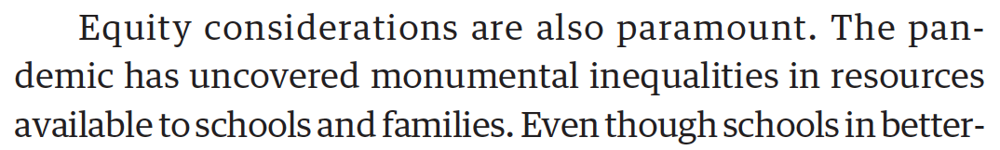 Equity considerations are also paramount. The pan-
demic has uncovered monumental inequalities in resources
available to schools and families. Even though schools in better-